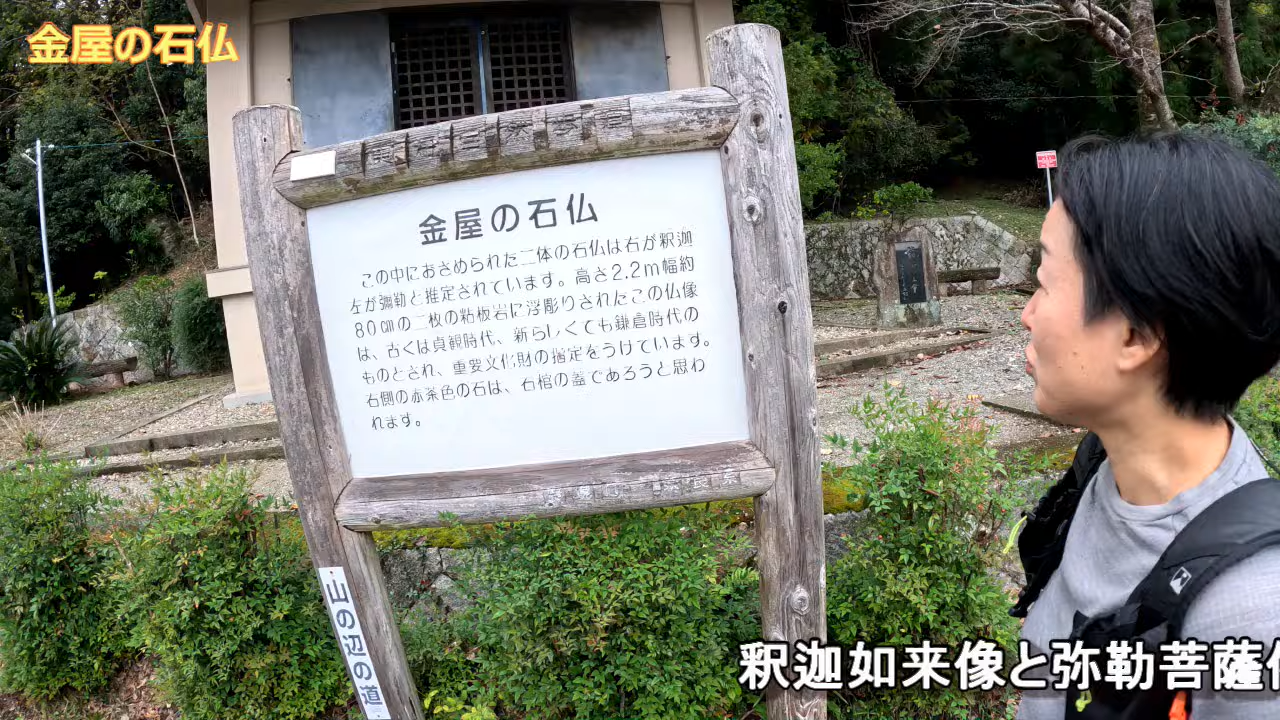 金屋の石仏
金屋の石仏
この中におさめられた二体の石仏は右が釈迦
左が彌勒と推定されています。高さ2.2m幅約
80㎝の二枚の粘板岩に浮彫りされたこの仏像
は、古くは貞観時代、新らしくても鎌倉時代の
ものとされ、重要文化財の指定をうけています。
右側の赤茶色の石は、石棺の蓋であろうと思わ
れます。
山の辺の道
釈迦如来像と弥勒菩薩